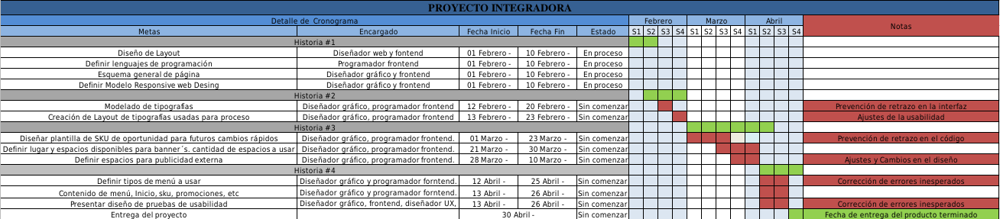 PROYECTO INTEGRADORA
Detalle de Cronograma Febrero Marzo Abril Notas
Metas Encargado Fecha Inicio Fecha Fin Estado S1 S2 S3 S4 S1 S2 S3 S4 S1 S2 S3 S4
Historia #1
Diseño de Layout Diseñador web y fontend 01 Febrero - 10 Febrero - En proceso
Definir lenguajes de programación Programador frontend 01 Febrero - 10 Febrero - En proceso
Esquema general de página Diseñador gráfico y frontend 01 Febrero - 10 Febrero - En proceso
Definir Modelo Responsive web Desing Diseñador gráfico y frontend 01 Febrero - 10 Febrero - En proceso
Historia #2
Modelado de tipografias Diseñador gráfico, programador frontend 12 Febrero - 20 Febrero - Sin comenzar Prevención de retrazo en la interfaz
Creación de Layout de tipografías usadas para proceso Diseñador gráfico, programador frontend 13 Febrero - 23 Febrero - Sin comenzar Ajustes de la usabilidad
Historia #3
Diseñar plantilla de SKU de oportunidad para futuros cambios rápidos Diseñador gráfico, programador frontend. 01 Marzo - 23 Marzo - Sin comenzar Prevención de retrazo en el código
Definir lugar y espacios disponibles para banner´s. cantidad de espacios a usar Diseñador gráfico, programador frontend. 21 Marzo - 30 Marzo - Sin comenzar
Definir espacios para publicidad externa Diseñador gráfico, programador frontend. 28 Marzo - 10 Marzo - Sin comenzar Ajustes y Cambios en el diseño
Historia #4
Definir tipos de menú a usar Diseñador gráfico y programador forntend. 12 Abril - 25 Abril - Sin comenzar Corrección de errores inesperados
Contenido de menú, Inicio, sku, promociones, etc Diseñador gráfico y programador forntend. 13 Abril - 26 Abril - Sin comenzar
Presentar diseño de pruebas de usabilidad Diseñador gráfico, frontend, diseñador UX, 13 Abril - 26 Abril - Sin comenzar Corrección de errores inesperados
Entrega del proyecto 30 Abril - Sin comenzar Fecha de entrega del producto terminado